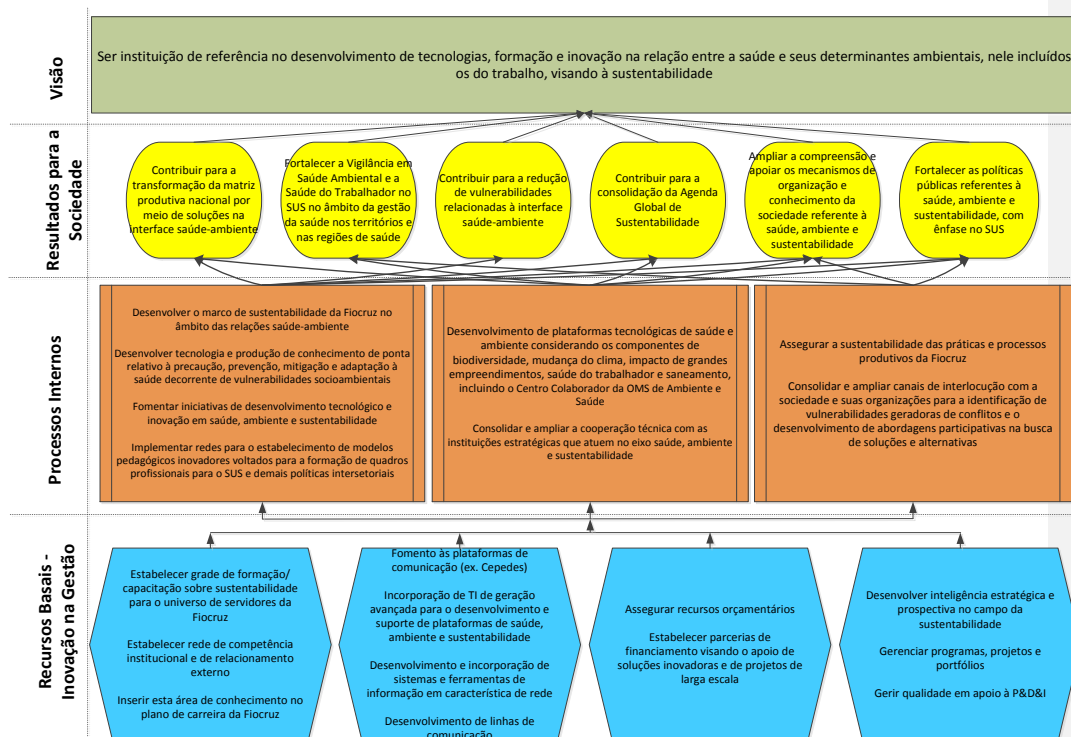 Visão
Ser instituição de referência no desenvolvimento de tecnologias, formação e inovação na relação entre a saúde e seus determinantes ambientais, nele incluídos
os do trabalho, visando à sustentabilidade
Resultados para a
Sociedade
Contribuir para a
transformação da matriz
produtiva nacional por
meio de soluções na
interface saúde-ambiente
Fortalecer a Vigilância em
Saúde Ambiental e a
Saúde do Trabalhador no
SUS no âmbito da gestão
da saúde nos territórios e
nas regiões de saúde
Contribuir para a redução
de vulnerabilidades
relacionadas à interface
saúde-ambiente
Contribuir para a
consolidação da Agenda
Global de
Sustentabilidade
Ampliar a compreensão e
apoiar os mecanismos de
organização e
conhecimento da
sociedade referente à
saúde, ambiente e
sustentabilidade
Fortalecer as políticas
públicas referentes à
saúde, ambiente e
sustentabilidade, com
ênfase no SUS
Processos Internos
Desenvolver o marco de sustentabilidade da Fiocruz no
âmbito das relações saúde-ambiente
Desenvolver tecnologia e produção de conhecimento de ponta
relativo à precaução, prevenção, mitigação e adaptação à
saúde decorrente de vulnerabilidades socioambientais
Fomentar iniciativas de desenvolvimento tecnológico e
inovação em saúde, ambiente e sustentabilidade
Implementar redes para o estabelecimento de modelos
pedagógicos inovadores voltados para a formação de quadros
profissionais para o SUS e demais políticas intersetoriais
Desenvolvimento de plataformas tecnológicas de saúde e
ambiente considerando os componentes de
biodiversidade, mudança do clima, impacto de grandes
empreendimentos, saúde do trabalhador e saneamento,
incluindo o Centro Colaborador da OMS de Ambiente e
Saúde
Consolidar e ampliar a cooperação técnica com as
instituições estratégicas que atuem no eixo saúde, ambiente
e sustentabilidade
Assegurar a sustentabilidade das práticas e processos
produtivos da Fiocruz
Consolidar e ampliar canais de interlocução com a
sociedade e suas organizações para a identificação de
vulnerabilidades geradoras de conflitos e o
desenvolvimento de abordagens participativas na busca
de soluções e alternativas
Recursos Basais -
Inovação na Gestão
Estabelecer grade de formação/
capacitação sobre sustentabilidade
para o universo de servidores da
Fiocruz
Estabelecer rede de competência
institucional e de relacionamento
externo
Inserir esta área de conhecimento no
plano de carreira da Fiocruz
Fomento às plataformas de
comunicação (ex. Cepedes)
Incorporação de TI de geração
avançada para o desenvolvimento e
suporte de plataformas de saúde,
ambiente e sustentabilidade
Desenvolvimento e incorporação de
sistemas e ferramentas de
informação em característica de rede
Desenvolvimento de linhas de
comunicação
Assegurar recursos orçamentários
Estabelecer parcerias de
financiamento visando o apoio de
soluções inovadoras e de projetos de
larga escala
Desenvolver inteligência estratégica e
prospectiva no campo da
sustentabilidade
Gerenciar programas, projetos e
portfólios
Gerir qualidade em apoio à P&D&I